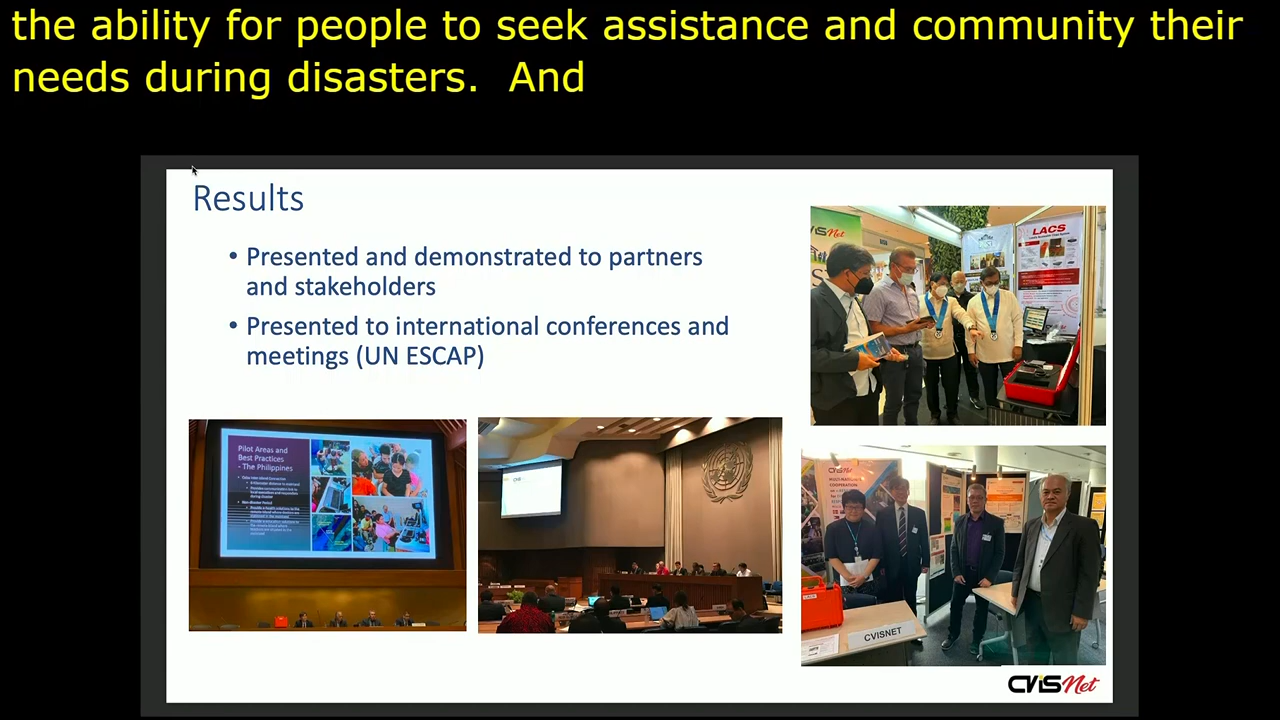 the ability for people to seek assistance and community their
needs during disasters.  And
Results
• Presented and demonstrated to partners
and stakeholders
• Presented to international conferences and
meetings (UN ESCAP)
Pilot Areas and
Best Practices
- The Philippines
LACS
CVISNET
LACS
CViSNet